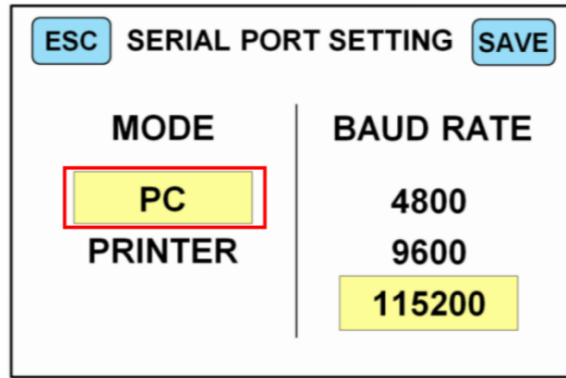 ESC SERIAL PORT SETTING SAVE
MODE
PC
PRINTER
BAUD RATE
4800
9600
115200